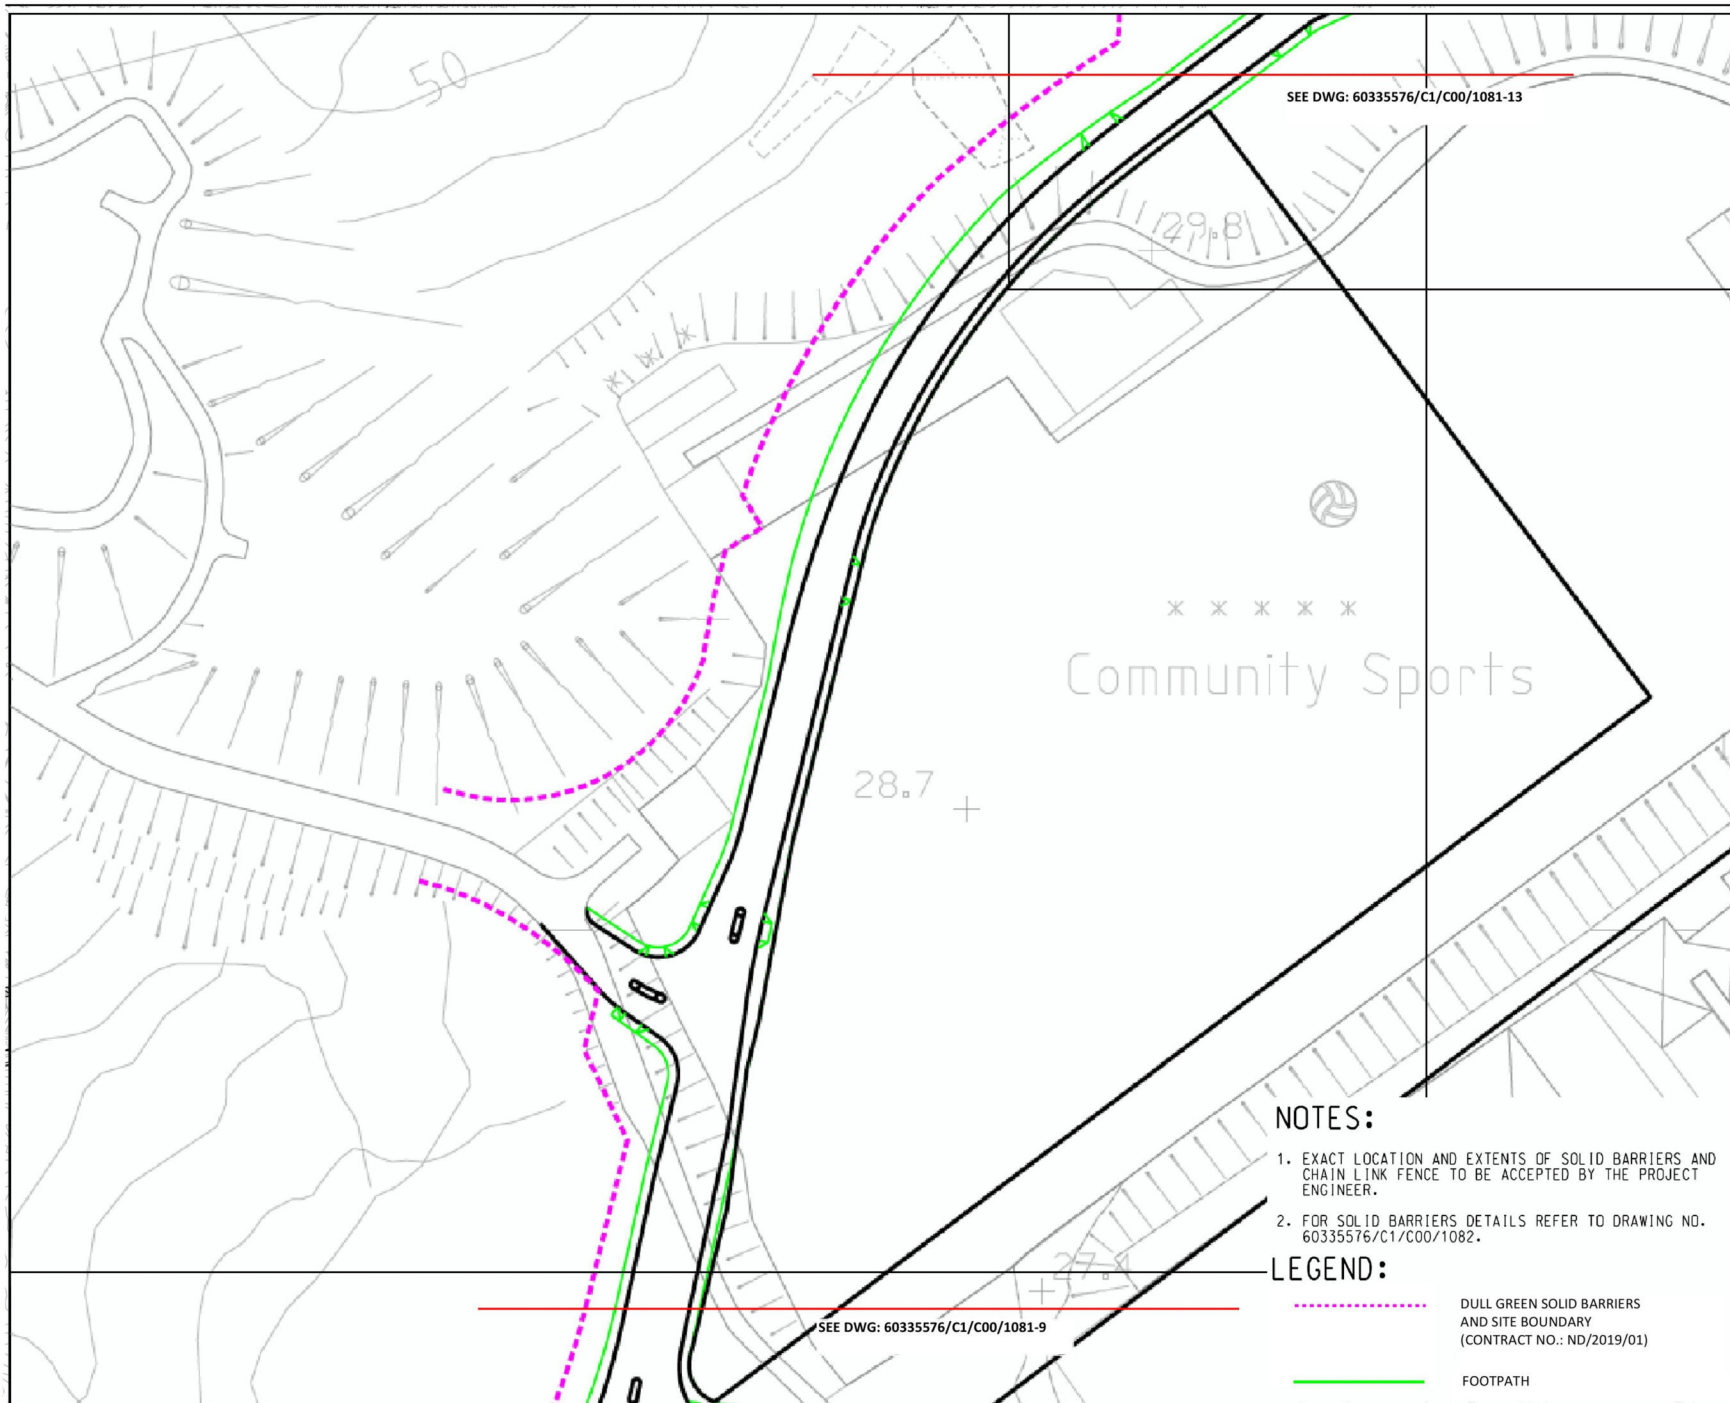 50
SEE DWG: 60335576/C1/C00/1081-13
29.8
Community Sports
28.7
NOTES:
1. EXACT LOCATION AND EXTENTS OF SOLID BARRIERS AND
CHAIN LINK FENCE TO BE ACCEPTED BY THE PROJECT
ENGINEER.
2. FOR SOLID BARRIERS DETAILS REFER TO DRAWING NO.
60335576/C1/C00/1082.
27.4
LEGEND:
DULL GREEN SOLID BARRIERS
AND SITE BOUNDARY
(CONTRACT NO.: ND/2019/01)
SEE DWG: 60335576/C1/C00/1081-9
FOOTPATH